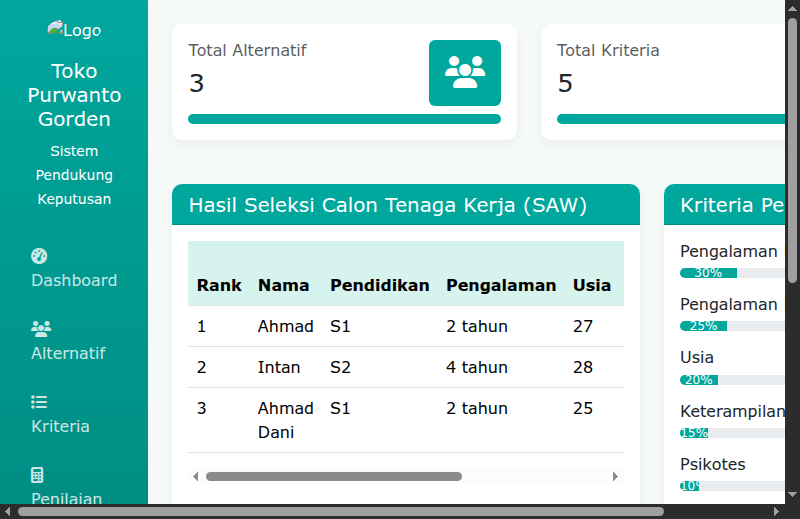 Logo
Toko
Purwanto
Gorden
Sistem
Pendukung
Keputusan
Dashboard
Alternatif
Kriteria
Penilaian
Total Alternatif
3
Total Kriteria
5
Hasil Seleksi Calon Tenaga Kerja (SAW)
Rank Nama Pendidikan Pengalaman Usia
1 Ahmad S1 2 tahun 27
2 Intan S2 4 tahun 28
3 Ahmad Dani S1 2 tahun 25
Kriteria Pe
Pengalaman
30%
Pengalaman
25%
Usia
20%
Keterampilan
15%
Psikotes
10%